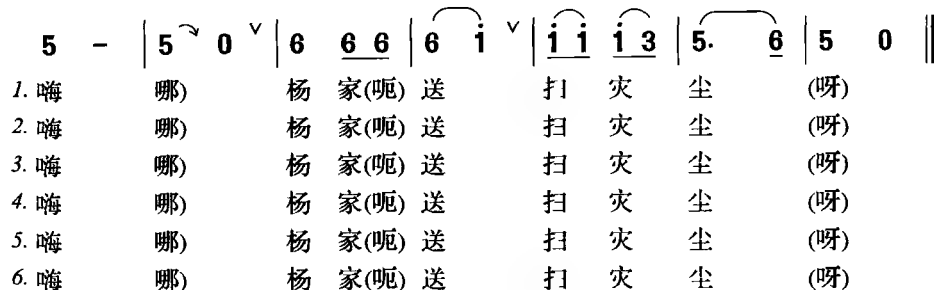 5 - | 5 0 ∨ | 6 6 6 | 6 i̇ ∨ | i̇ i̇ i̇ 3 | 5. 6 | 5 0 ‖
1. 嗨 哪) 杨 家(呃) 送 扫 灾 尘 (呀)
2. 嗨 哪) 杨 家(呃) 送 扫 灾 尘 (呀)
3. 嗨 哪) 杨 家(呃) 送 扫 灾 尘 (呀)
4. 嗨 哪) 杨 家(呃) 送 扫 灾 尘 (呀)
5. 嗨 哪) 杨 家(呃) 送 扫 灾 尘 (呀)
6. 嗨 哪) 杨 家(呃) 送 扫 灾 尘 (呀)